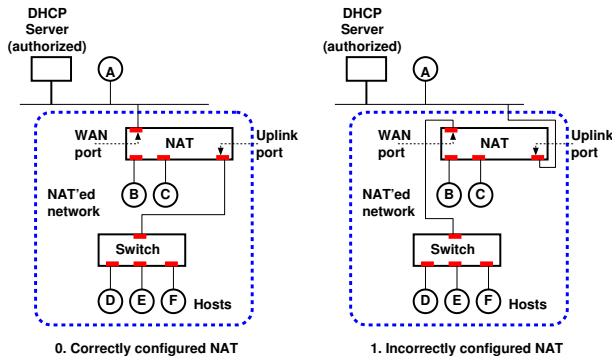 DHCP
Server
(authorized)
A
WAN
port
NAT
Uplink
port
B
C
NAT'ed
network
Switch
D
E
F
Hosts
0. Correctly configured NAT
DHCP
Server
(authorized)
A
WAN
port
NAT
Uplink
port
B
C
NAT'ed
network
Switch
D
E
F
Hosts
1. Incorrectly configured NAT